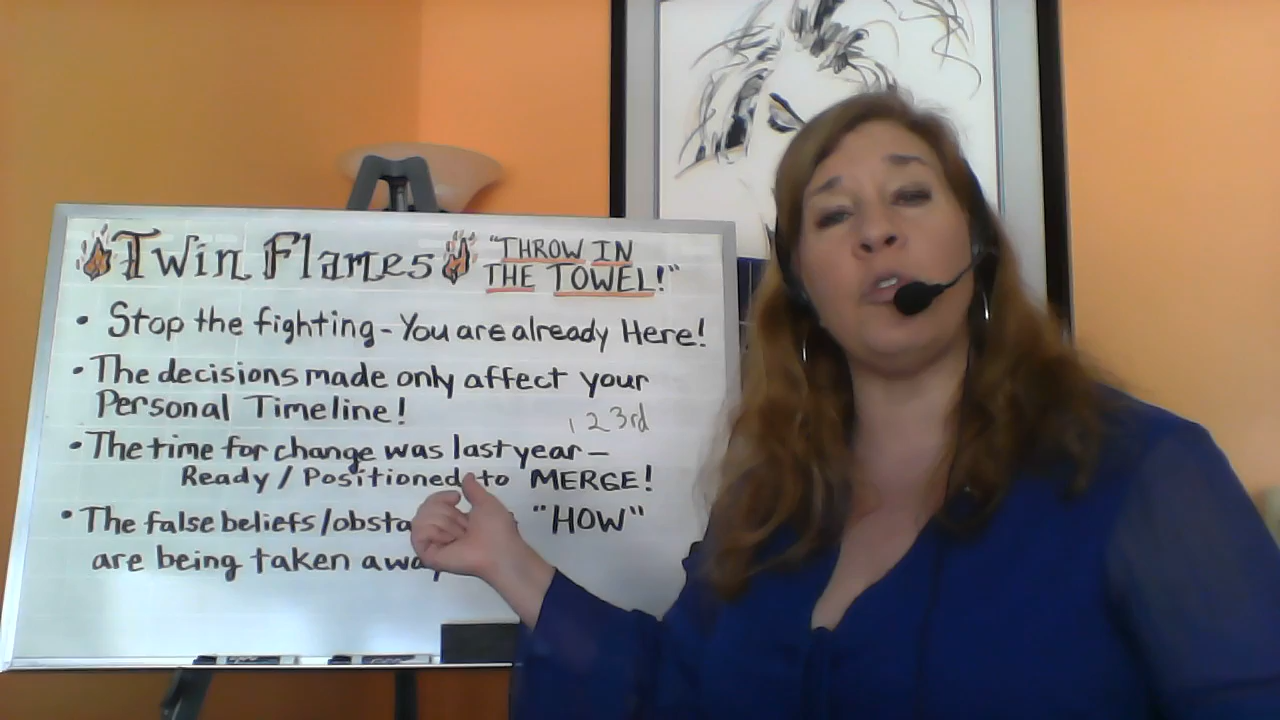 Twin Flames "THROW IN
THE TOWEL!"
• Stop the fighting - You are already Here!
• The decisions made only affect your
Personal Timeline!
1 2 3rd
• The time for change was last year –
Ready / Positioned to MERGE!
• The false beliefs/ "HOW"
are being taken